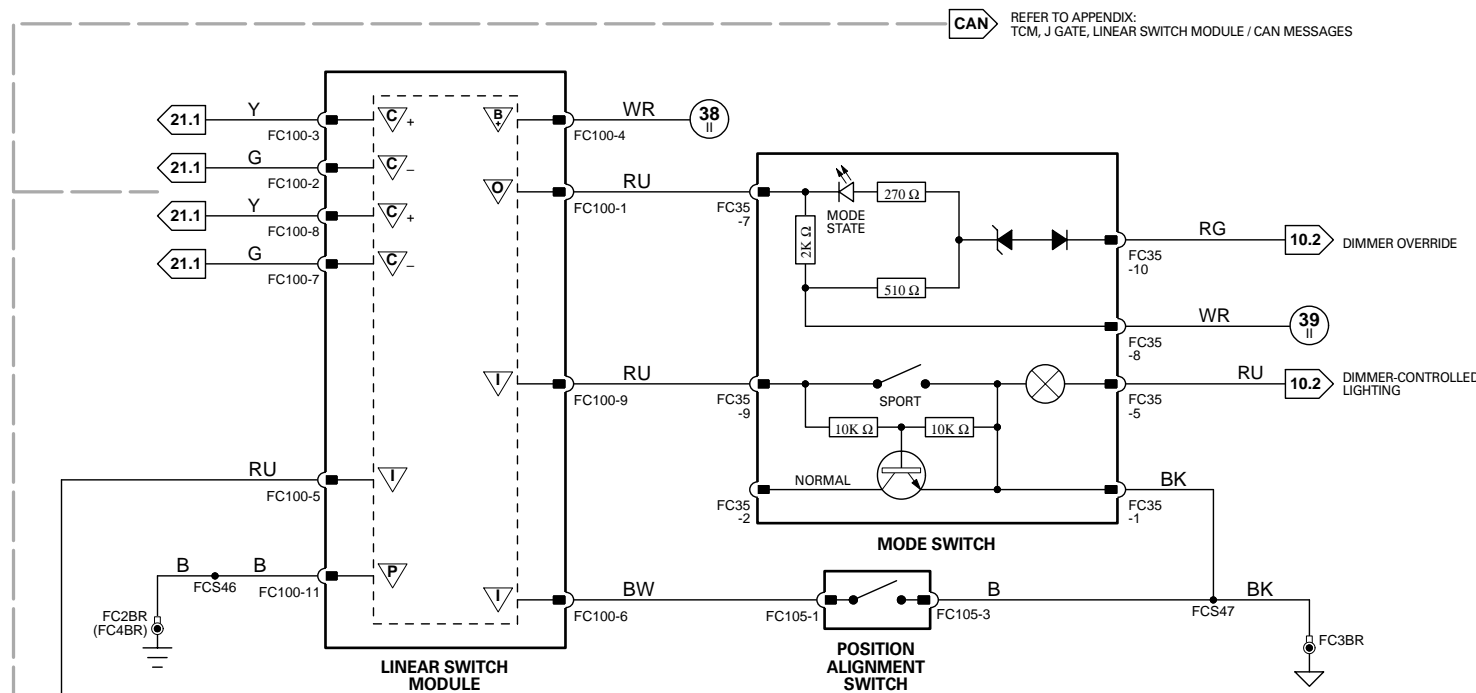 CAN
REFER TO APPENDIX:
TCM, J GATE, LINEAR SWITCH MODULE / CAN MESSAGES
21.1
Y
FC100-3
C
+
B
+
FC100-4
WR
38
II
21.1
G
FC100-2
C
–
O
FC100-1
RU
FC35
-7
MODE
STATE
270 Ω
2K Ω
510 Ω
FC35
-10
RG
10.2
DIMMER OVERRIDE
21.1
Y
FC100-8
C
+
21.1
G
FC100-7
C
–
FC35
-8
WR
39
II
I
FC100-9
RU
FC35
-9
SPORT
10K Ω
10K Ω
FC35
-5
RU
10.2
DIMMER-CONTROLLED
LIGHTING
RU
FC100-5
I
FC35
-2
NORMAL
FC35
-1
BK
MODE SWITCH
B
FCS46
B
FC100-11
P
FC2BR
(FC4BR)
I
FC100-6
BW
FC105-1
FC105-3
B
FCS47
BK
FC3BR
POSITION
ALIGNMENT
SWITCH
LINEAR SWITCH
MODULE